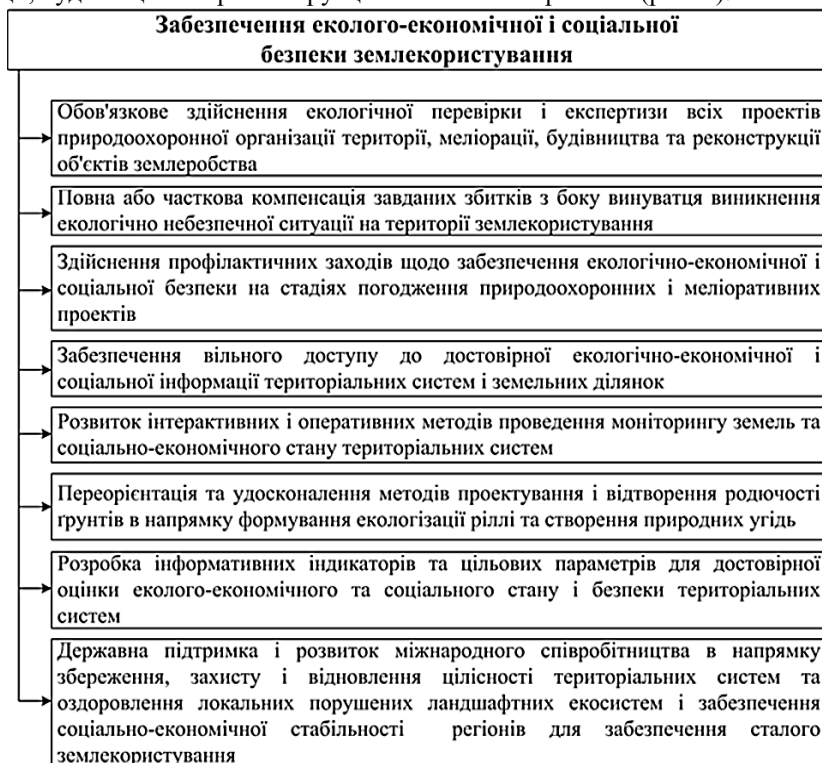 Забезпечення еколого-економічної і соціальної
безпеки землекористування
Обов'язкове здійснення екологічної перевірки і експертизи всіх проектів
природоохоронної організації території, меліорації, будівництва та реконструкції
об'єктів землеробства
Повна або часткова компенсація завданих збитків з боку винуватця виникнення
екологічно небезпечної ситуації на території землекористування
Здійснення профілактичних заходів щодо забезпечення екологічно-економічної і
соціальної безпеки на стадіях погодження природоохоронних і меліоративних
проектів
Забезпечення вільного доступу до достовірної екологічно-економічної і
соціальної інформації територіальних систем і земельних ділянок
Розвиток інтерактивних і оперативних методів проведення моніторингу земель та
соціально-економічного стану територіальних систем
Переорієнтація та удосконалення методів проектування і відтворення родючості
ґрунтів в напрямку формування екологізації ріллі та створення природних угідь
Розробка інформативних індикаторів та цільових параметрів для достовірної
оцінки еколого-економічного та соціального стану і безпеки територіальних
систем
Державна підтримка і розвиток міжнародного співробітництва в напрямку
збереження, захисту і відновлення цілісності територіальних систем та
оздоровлення локальних порушених ландшафтних екосистем і забезпечення
соціально-економічної стабільності регіонів для забезпечення сталого
землекористування